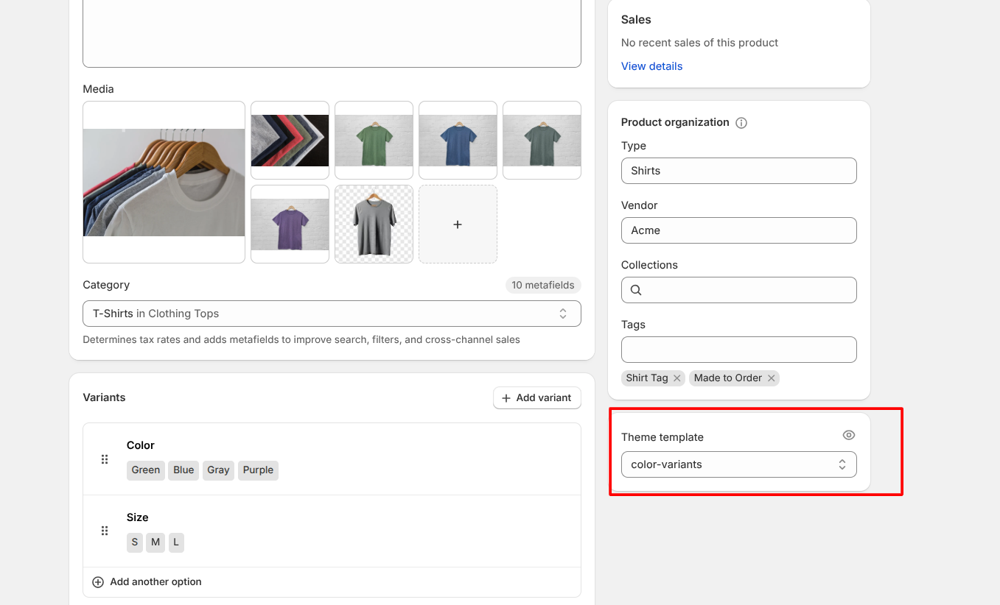 Media
Category
10 metafields
T-Shirts in Clothing Tops
Determines tax rates and adds metafields to improve search, filters, and cross-channel sales
Variants
Add variant
Color
Green Blue Gray Purple
Size
S M L
Add another option
Sales
No recent sales of this product
View details
Product organization
Type
Shirts
Vendor
Acme
Collections
Tags
Shirt Tag
Made to Order
Theme template
color-variants